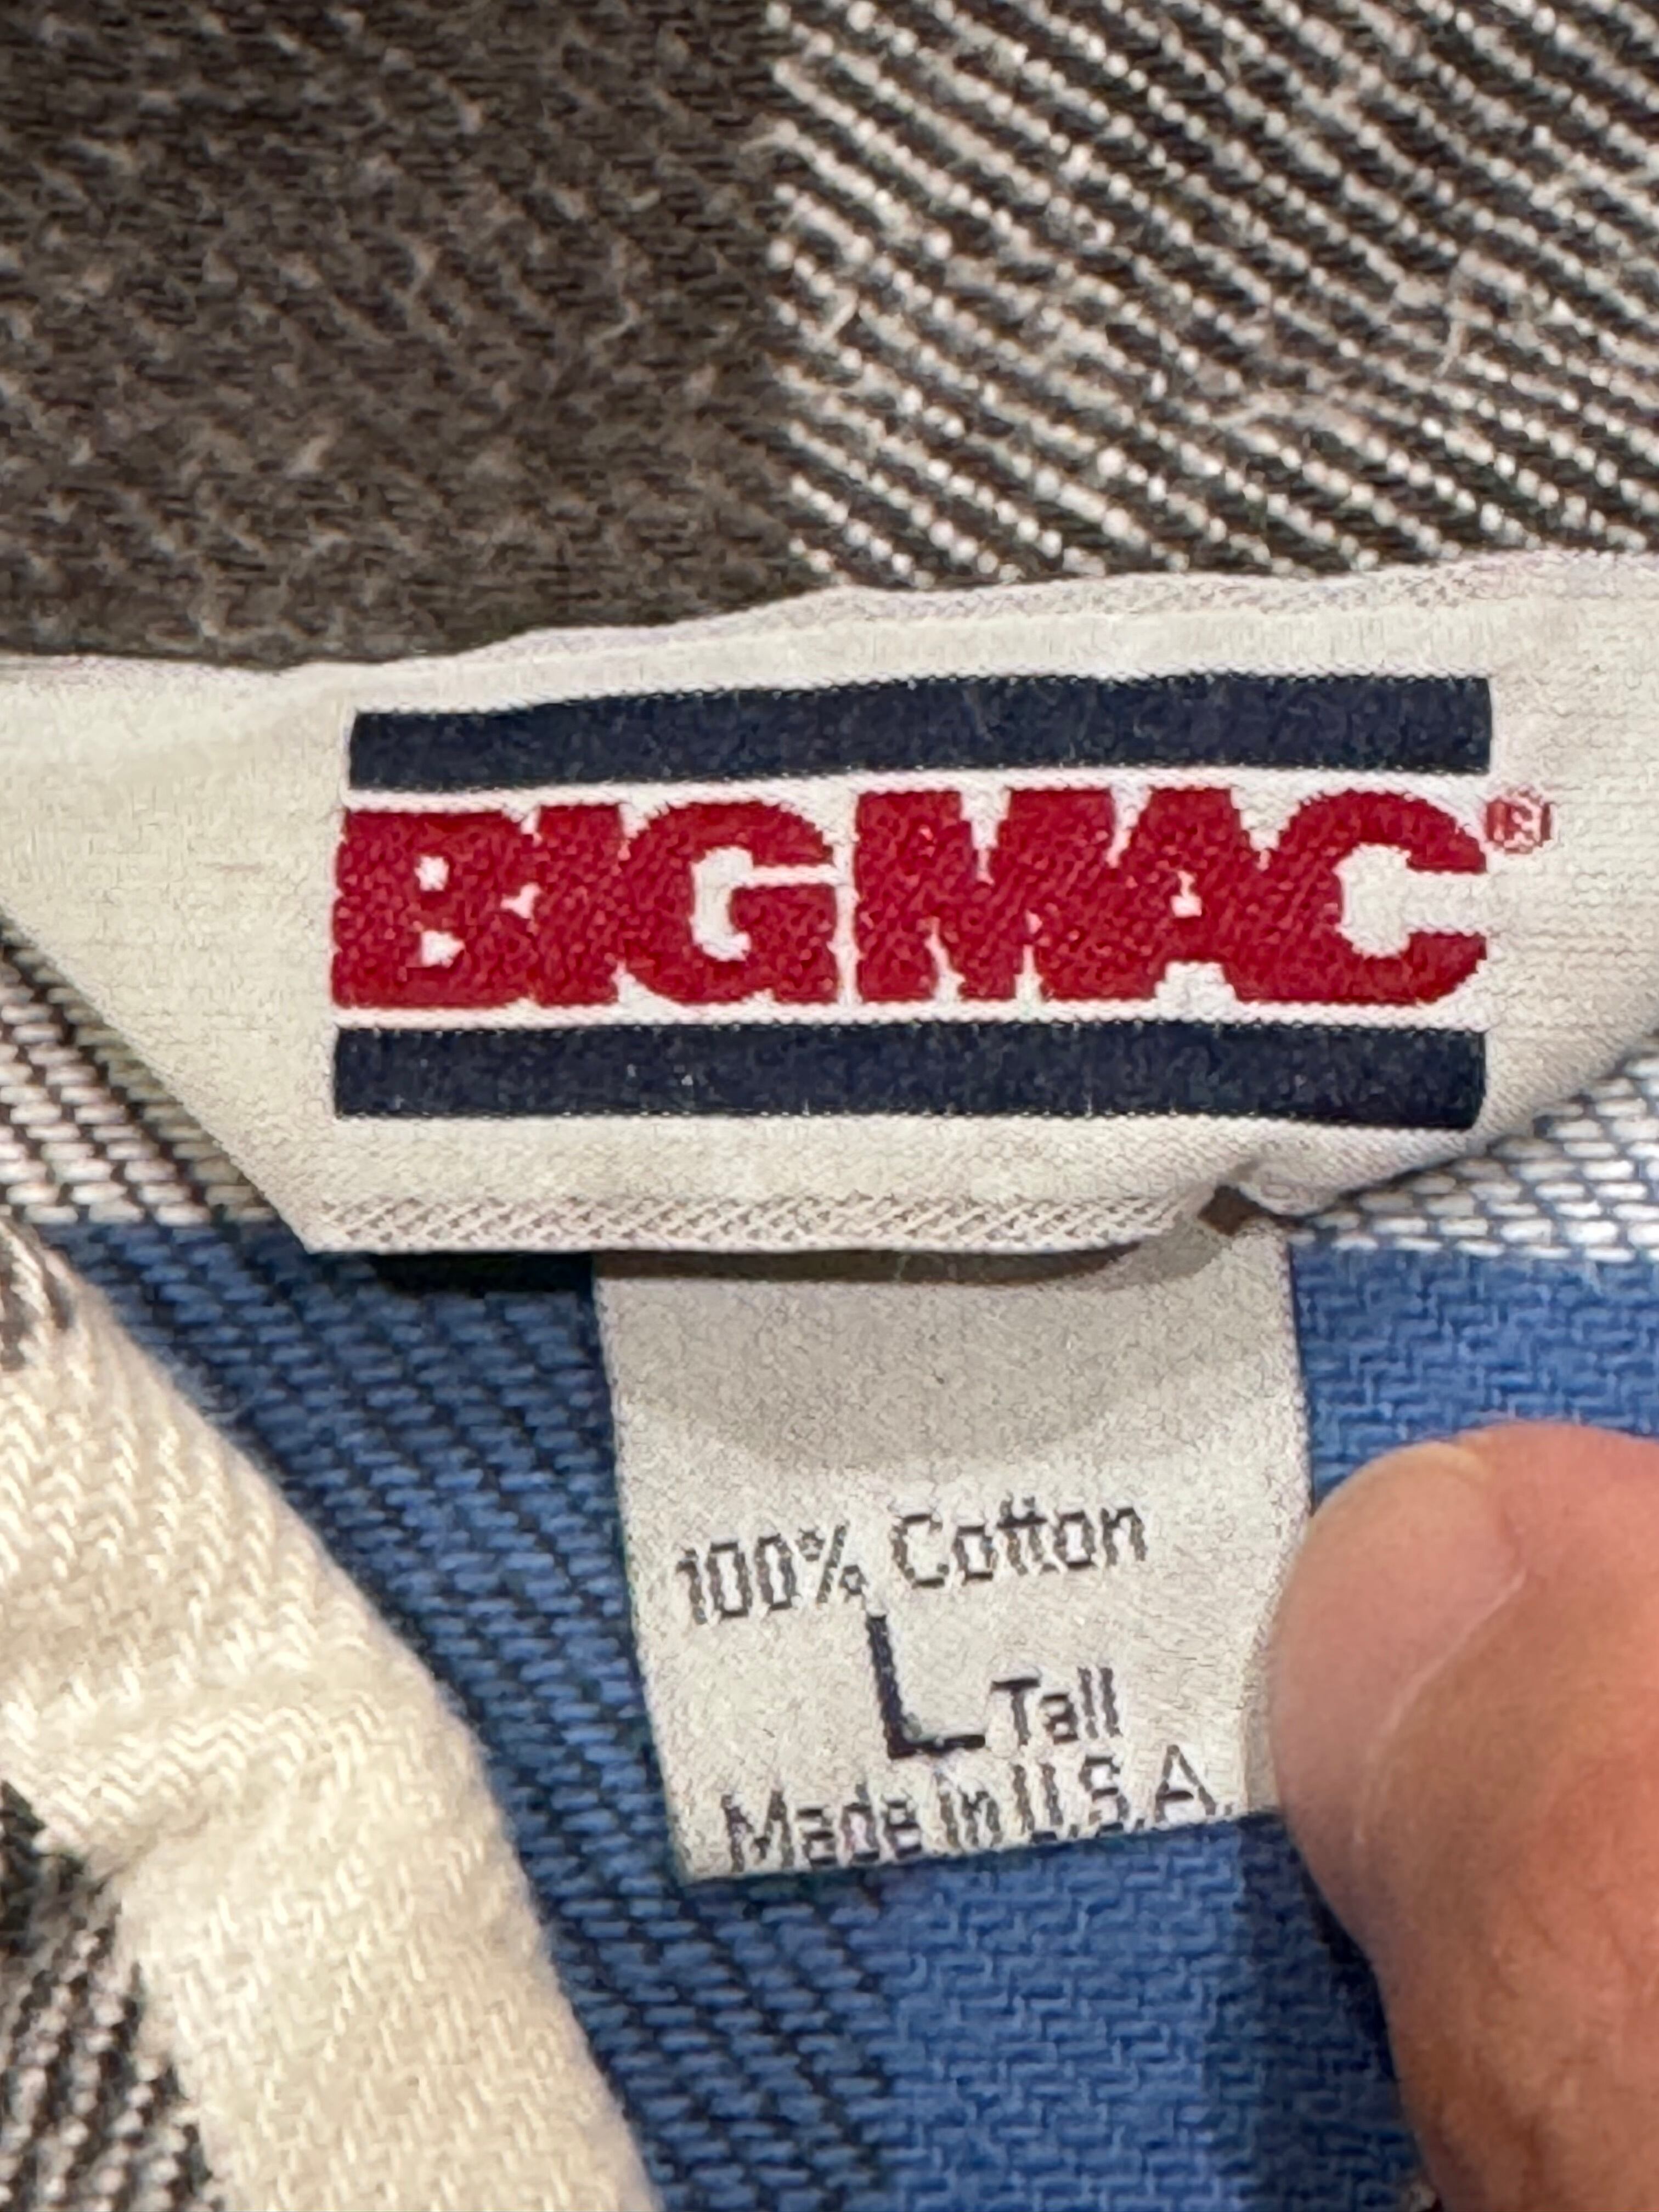 BIGMAC®
100% Cotton
L Tall
Made in U.S.A.